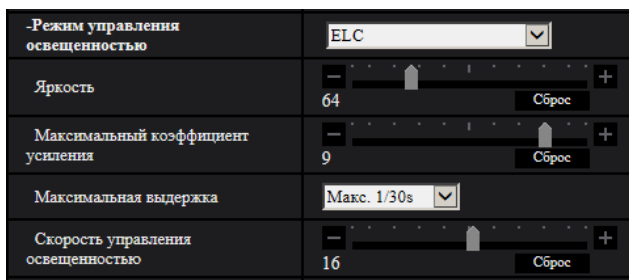 -Режим управления
освещенностью
ELC
Яркость
64
Сброс
Максимальный коэффициент
усиления
9
Сброс
Максимальная выдержка
Макс. 1/30s
Скорость управления
освещенностью
16
Сброс